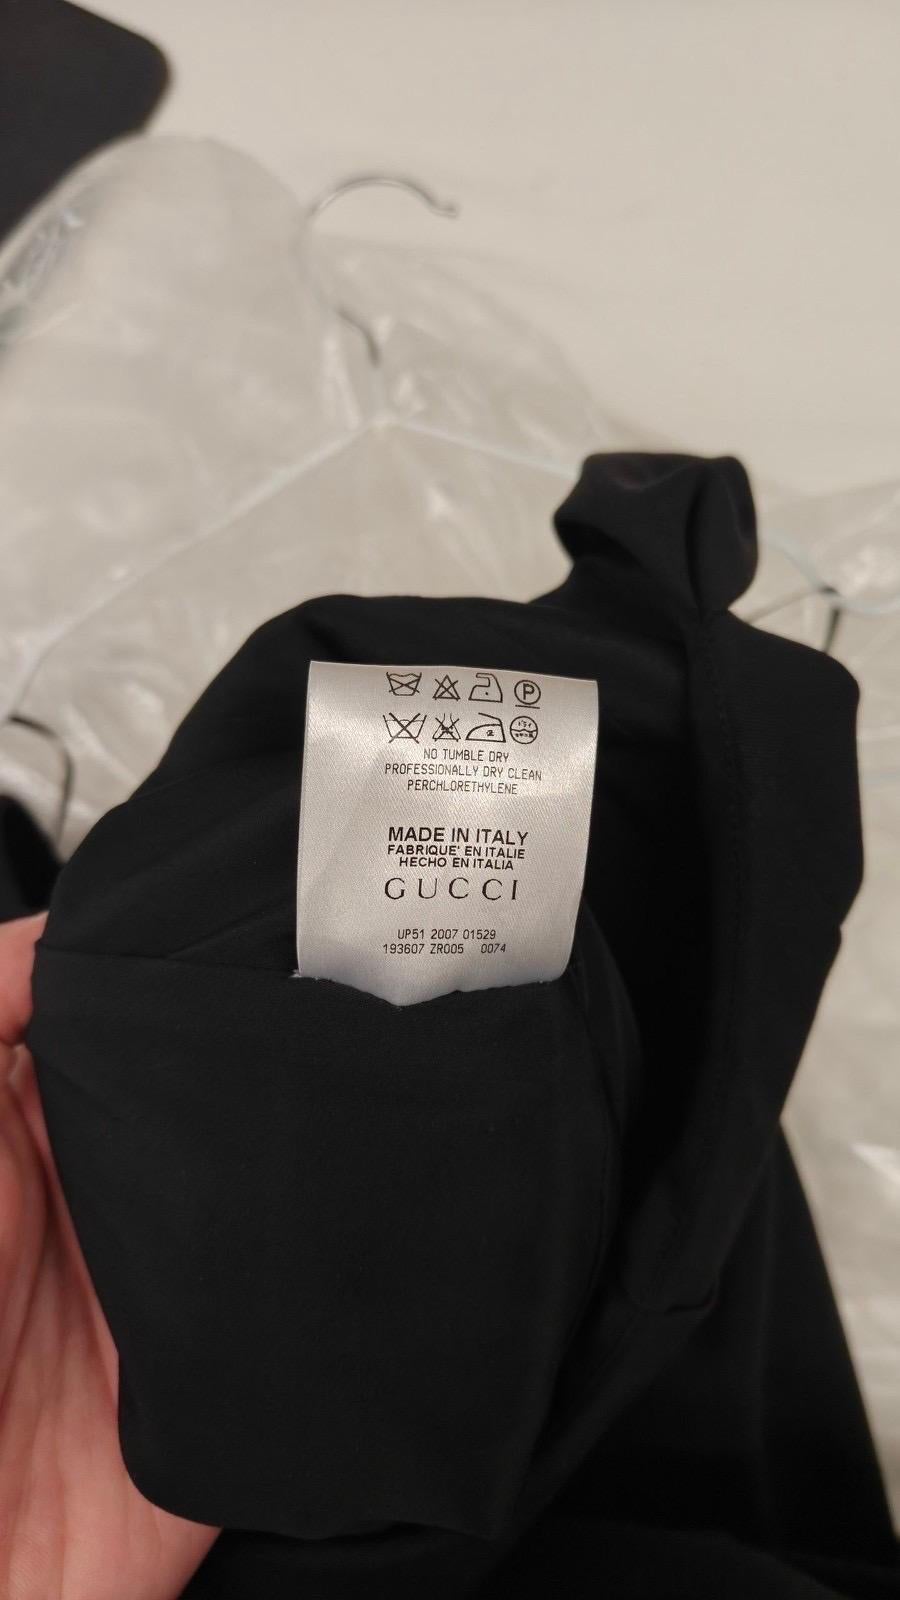 P
NO TUMBLE DRY
PROFESSIONALLY DRY CLEAN
PERCHLORETHYLENE
MADE IN ITALY
FABRIQUE' EN ITALIE
HECHO EN ITALIA
GUCCI
UP51 2007 01529
193607 ZR005 0074